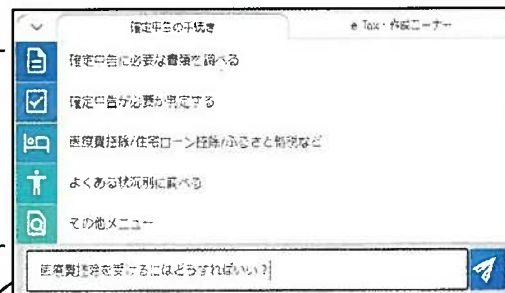 確定申告の手続き
e-Tax・作成コーナー
確定申告に必要な書類を調べる
確定申告が必要か判定する
医療費控除/住宅ローン控除/ふるさと納税など
よくある状況別に調べる
その他メニュー
医療費控除を受けるにはどうすればいい？